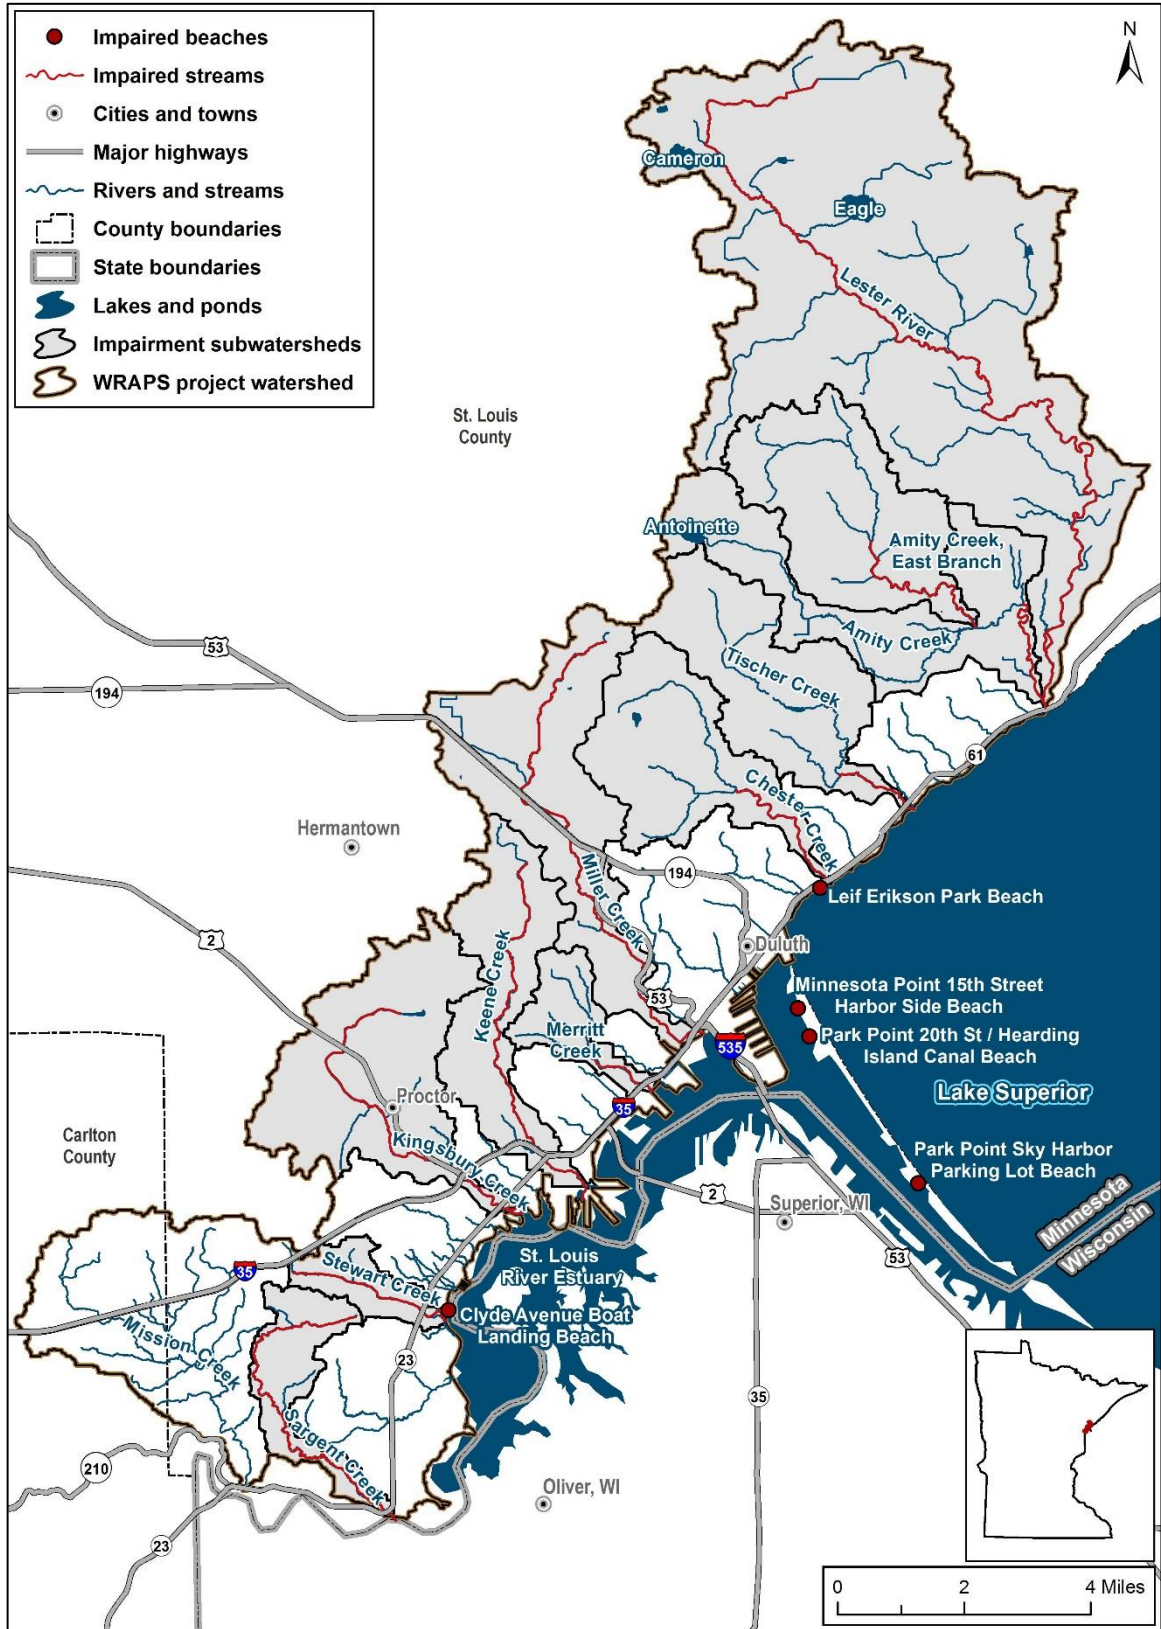 Impaired beaches
Impaired streams
Cities and towns
Major highways
Rivers and streams
County boundaries
State boundaries
Lakes and ponds
Impairment subwatersheds
WRAPS project watershed
N
Cameron
Eagle
Lester River
St. Louis
County
Antoinette
Amity Creek,
East Branch
Amity Creek
Tischer Creek
53
194
61
Chester Creek
Hermantown
194
Miller Creek
Leif Erikson Park Beach
2
Duluth
Keene Creek
53
Minnesota Point 15th Street
Harbor Side Beach
Merritt
Creek
535
Park Point 20th St / Hearding
Island Canal Beach
Lake Superior
Proctor
35
Carlton
County
Kingsbury Creek
Park Point Sky Harbor
Parking Lot Beach
2
Superior, WI
Minnesota
Wisconsin
53
35
Stewart Creek
St. Louis
River Estuary
Clyde Avenue Boat
Landing Beach
Mission Creek
23
35
Sargent Creek
210
Oliver, WI
23
0
2
4 Miles